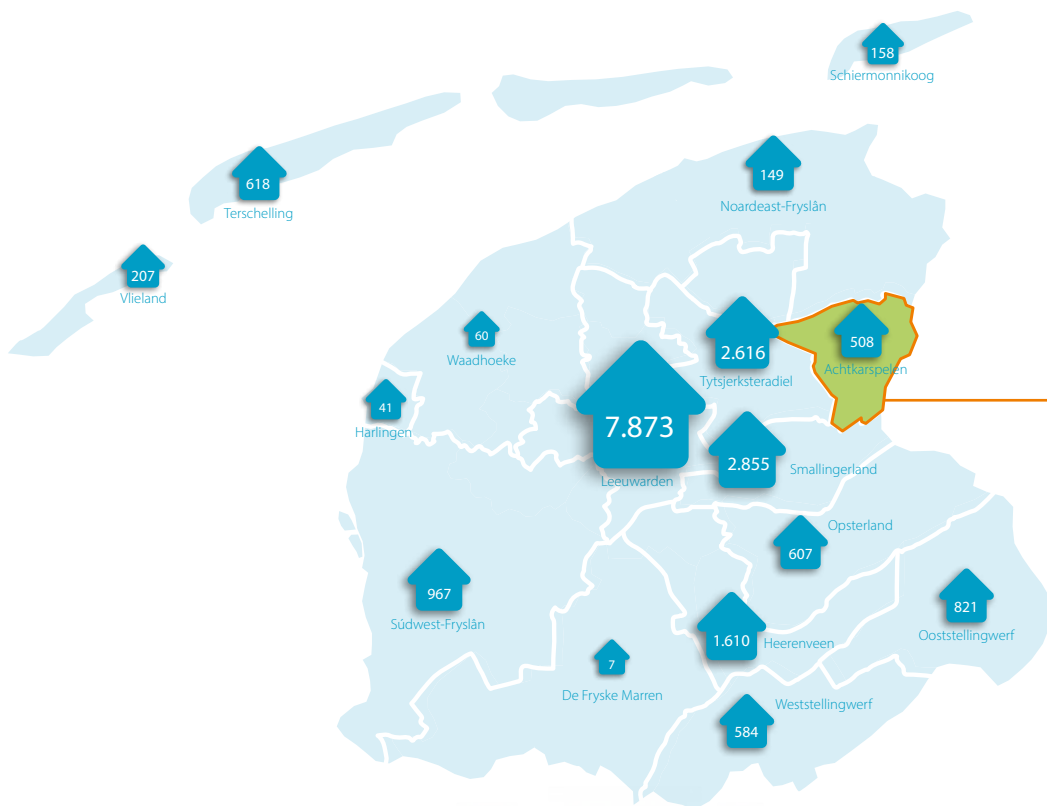 158
Schiermonnikoog
149
Noardeast-Fryslân
618
Terschelling
207
Vlieland
60
Waadhoeke
2.616
Tytsjerksteradiel
508
Achtkarspelen
41
Harlingen
7.873
Leeuwarden
2.855
Smallingerland
Opsterland
607
967
Súdwest-Fryslân
821
Ooststellingwerf
1.610
Heerenveen
7
De Fryske Marren
Weststellingwerf
584